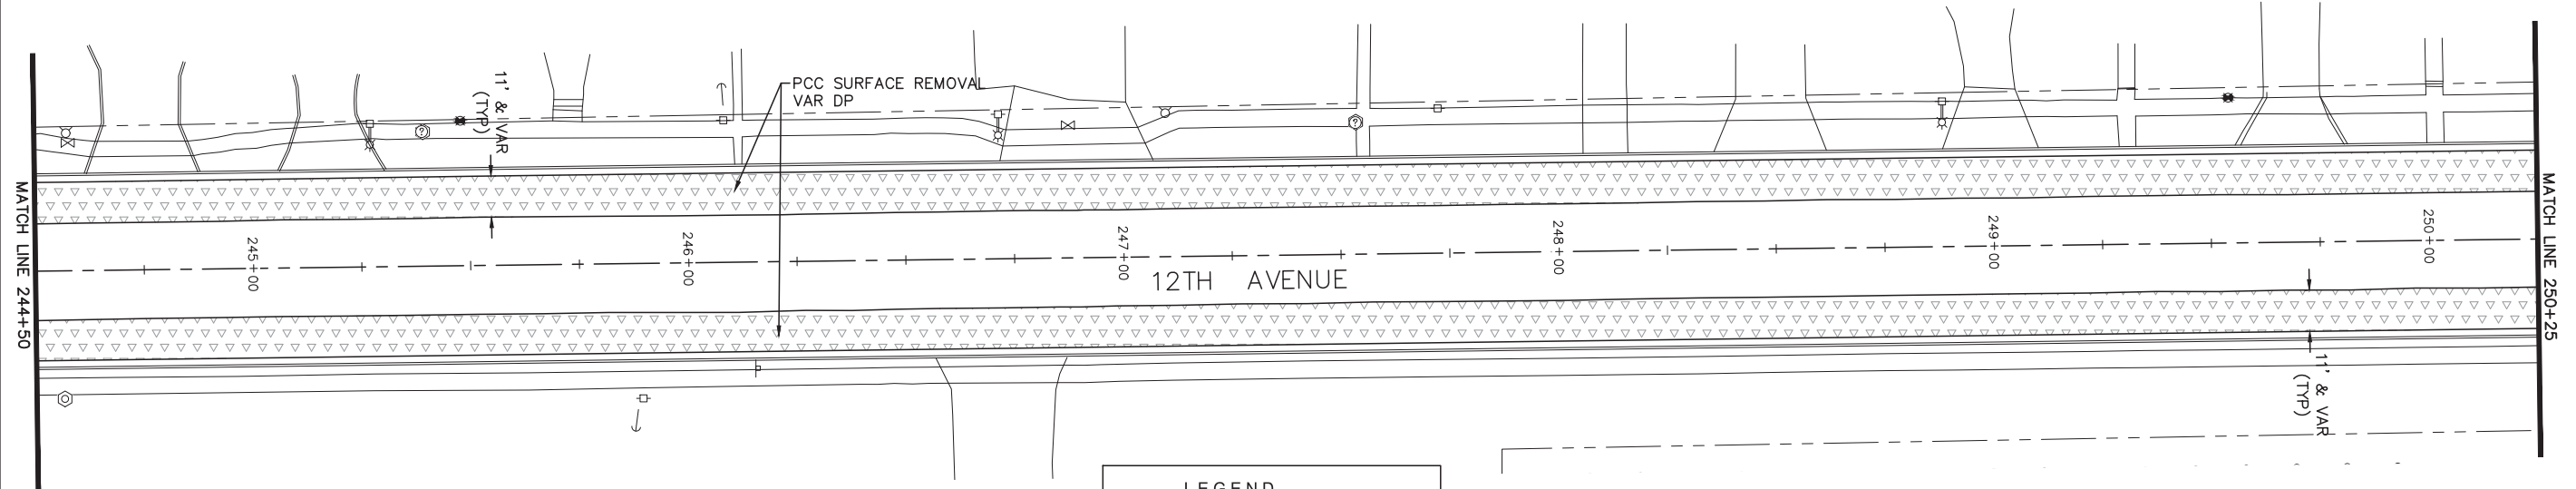 11' & VAR
(TYP)
PCC SURFACE REMOVAL
VAR DP
MATCH LINE 244+50
245+00
246+00
247+00
248+00
249+00
250+00
MATCH LINE 250+25
12TH AVENUE
11' & VAR
(TYP)
?
?
LEGEND